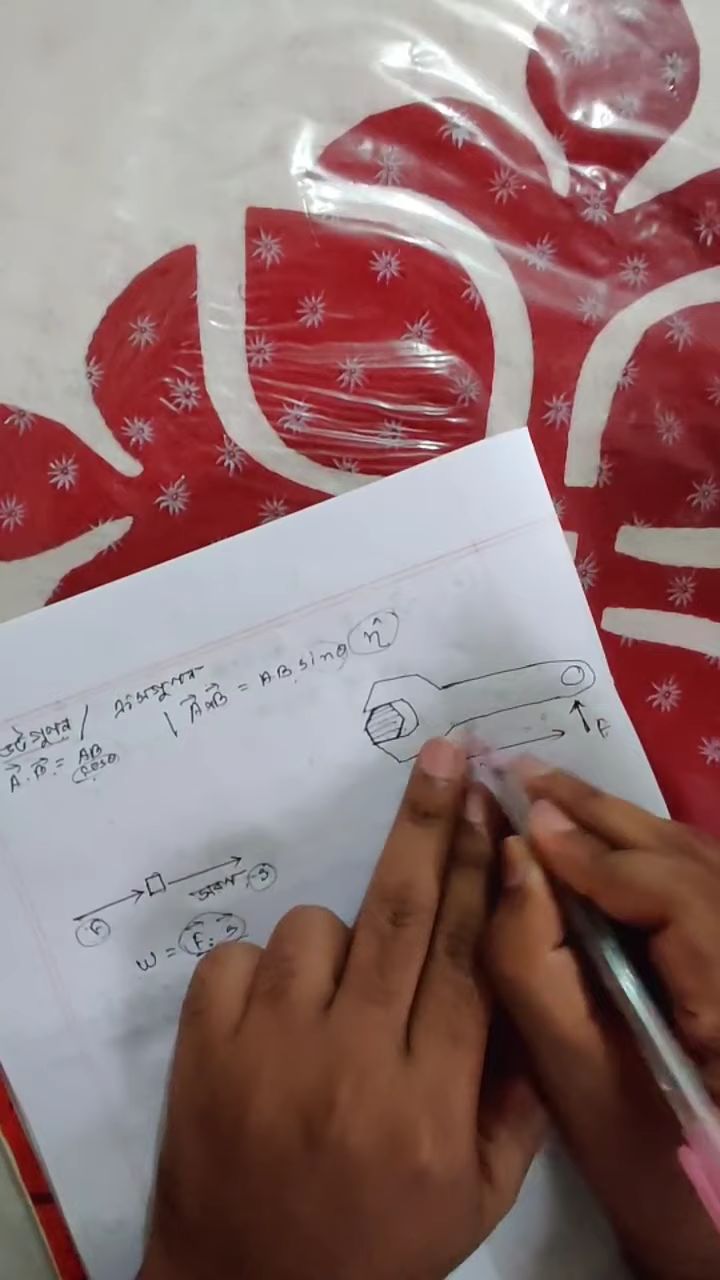 ডট গুণন / ক্রস গুণন
A⃗.B⃗ = AB cosθ
A⃗×B⃗ = AB sinθ n̂
F
F
সরণ, s
W = F⃗. s⃗